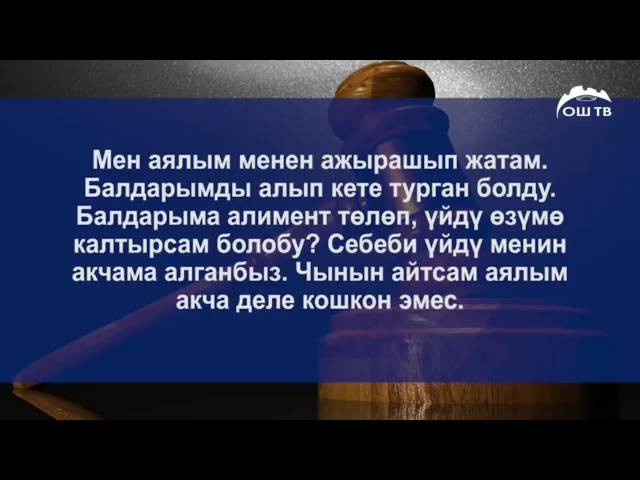 ОШ ТВ
Мен аялым менен ажырашып жатам.
Балдарымды алып кете турган болду.
Балдарыма алимент төлөп, үйдү өзүмө
калтырсам болобу? Себеби үйдү менин
акчама алганбыз. Чынын айтсам аялым
акча деле кошкон эмес.